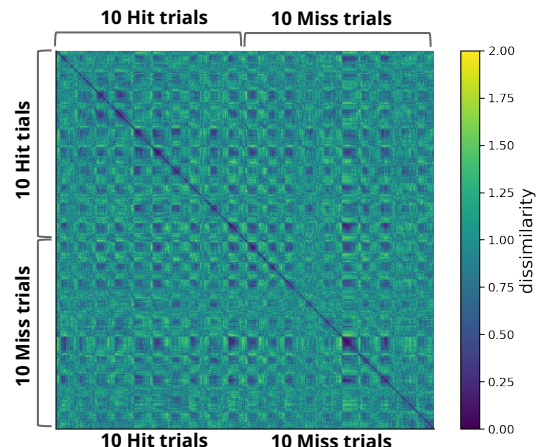 10 Hit trials
10 Miss trials
10 Hit tials
10 Miss trials
10 Hit trials
10 Miss trials
2.00
1.75
1.50
1.25
1.00
0.75
0.50
0.25
0.00
dissimilarity